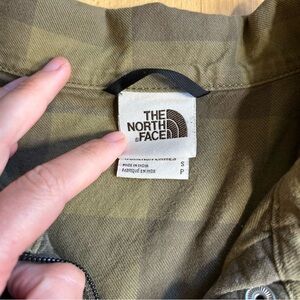 THE
NORTH
FACE
S
MADE IN INDIA
P
FABRIQUÉ EN INDE